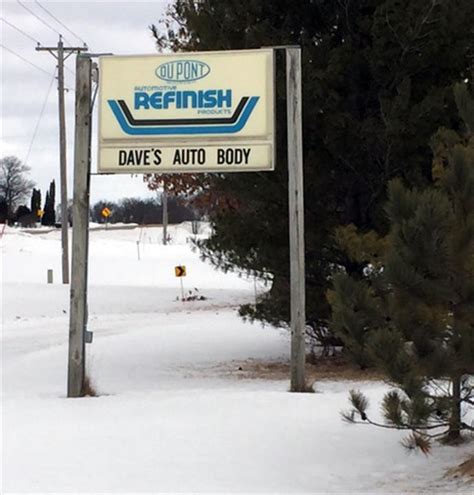 DU PONT
AUTOMOTIVE
REFINISH
PRODUCTS
DAVE'S AUTO BODY